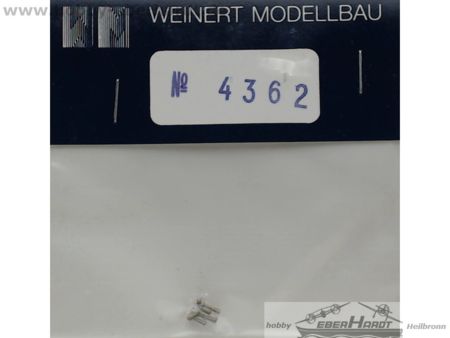 www.
WEINERT MODELLBAU
№ 4362
hobby EBERHARDT Heilbronn